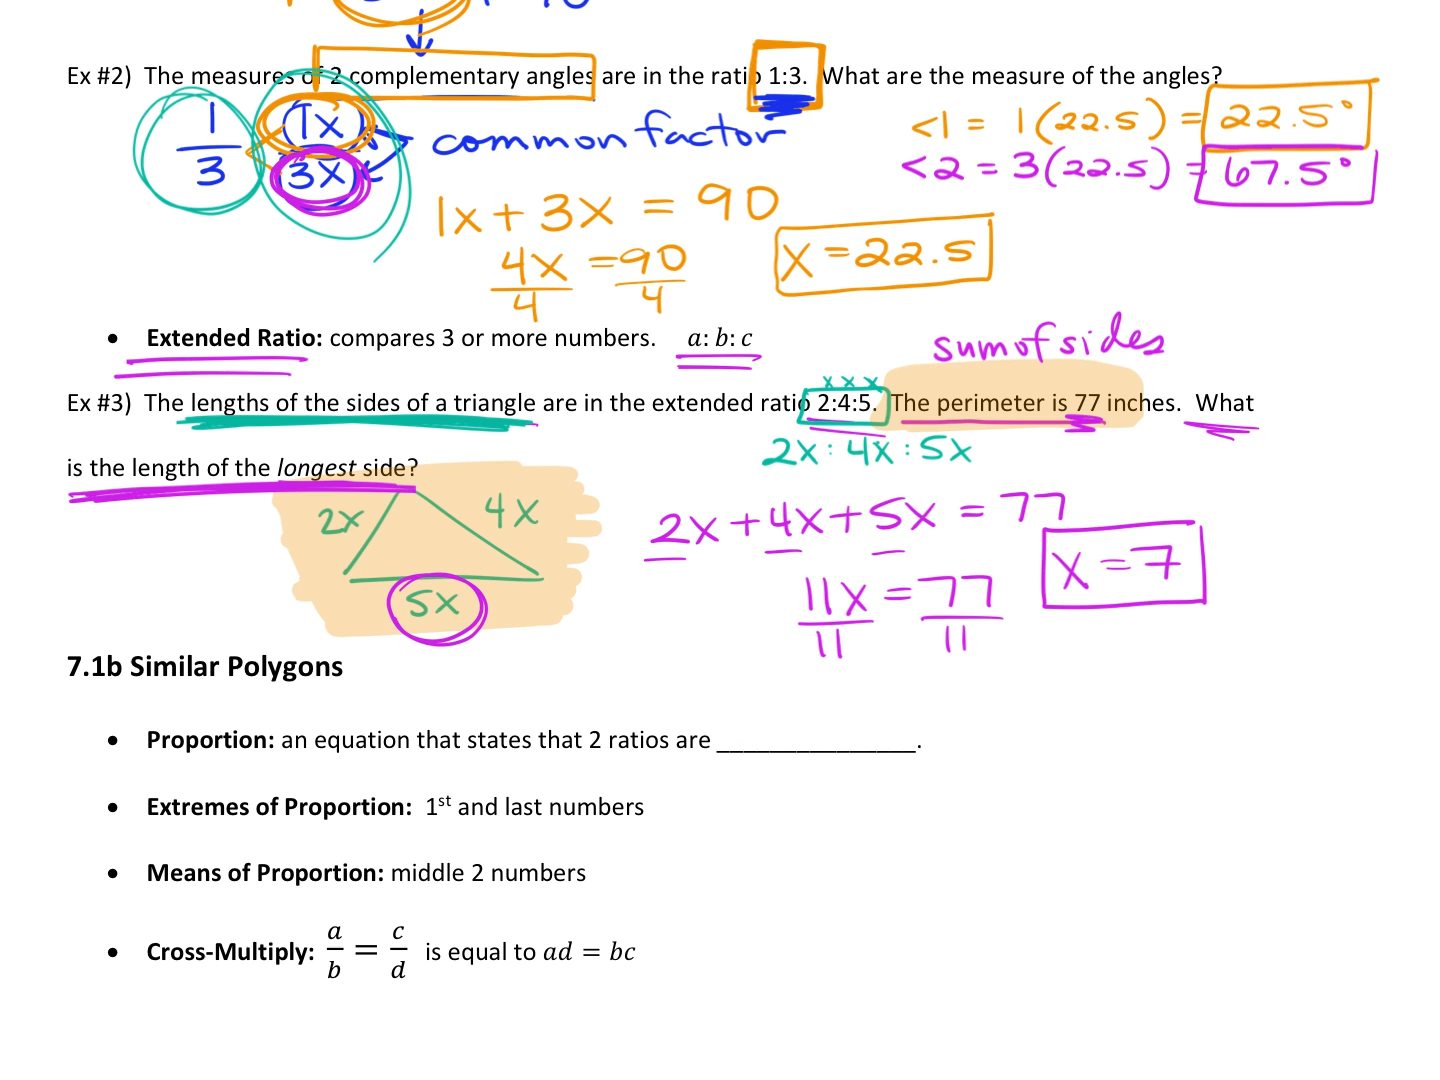 Ex #2) The measures of 2 complementary angles are in the ratio 1:3. What are the measure of the angles?
1/3 1x/3x common factor
<1 = 1(22.5) = 22.5°
<2 = 3(22.5) = 67.5°
1x + 3x = 90
4x/4 = 90/4 x = 22.5
• Extended Ratio: compares 3 or more numbers. a: b: c
sum of sides
x x x
Ex #3) The lengths of the sides of a triangle are in the extended ratio 2:4:5. The perimeter is 77 inches. What
2x : 4x : 5x
is the length of the longest side?
2x 4x
5x
2x + 4x + 5x = 77
11x/11 = 77/11 x = 7
7.1b Similar Polygons
• Proportion: an equation that states that 2 ratios are _______________.
• Extremes of Proportion: 1st and last numbers
• Means of Proportion: middle 2 numbers
• Cross-Multiply: a/b = c/d is equal to ad = bc